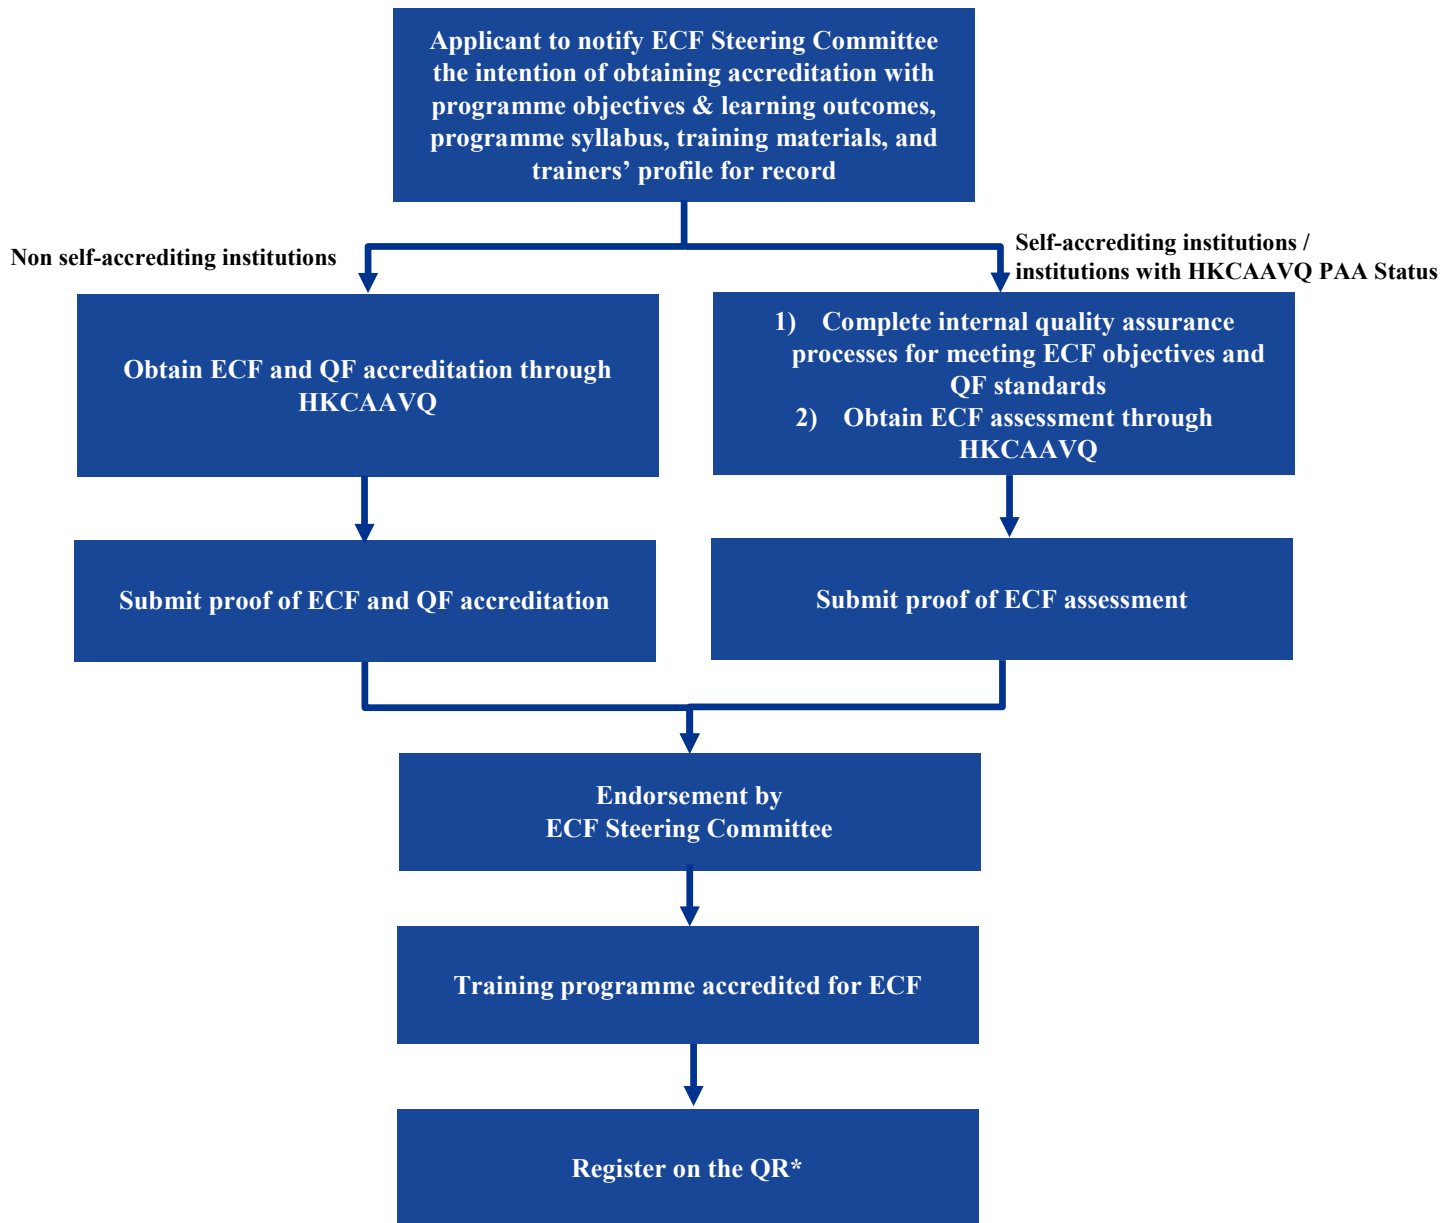 Applicant to notify ECF Steering Committee
the intention of obtaining accreditation with
programme objectives & learning outcomes,
programme syllabus, training materials, and
trainers’ profile for record
Non self-accrediting institutions
Self-accrediting institutions /
institutions with HKCAAVQ PAA Status
Obtain ECF and QF accreditation through
HKCAAVQ
1) Complete internal quality assurance
processes for meeting ECF objectives and
QF standards
2) Obtain ECF assessment through
HKCAAVQ
Submit proof of ECF and QF accreditation
Submit proof of ECF assessment
Endorsement by
ECF Steering Committee
Training programme accredited for ECF
Register on the QR*